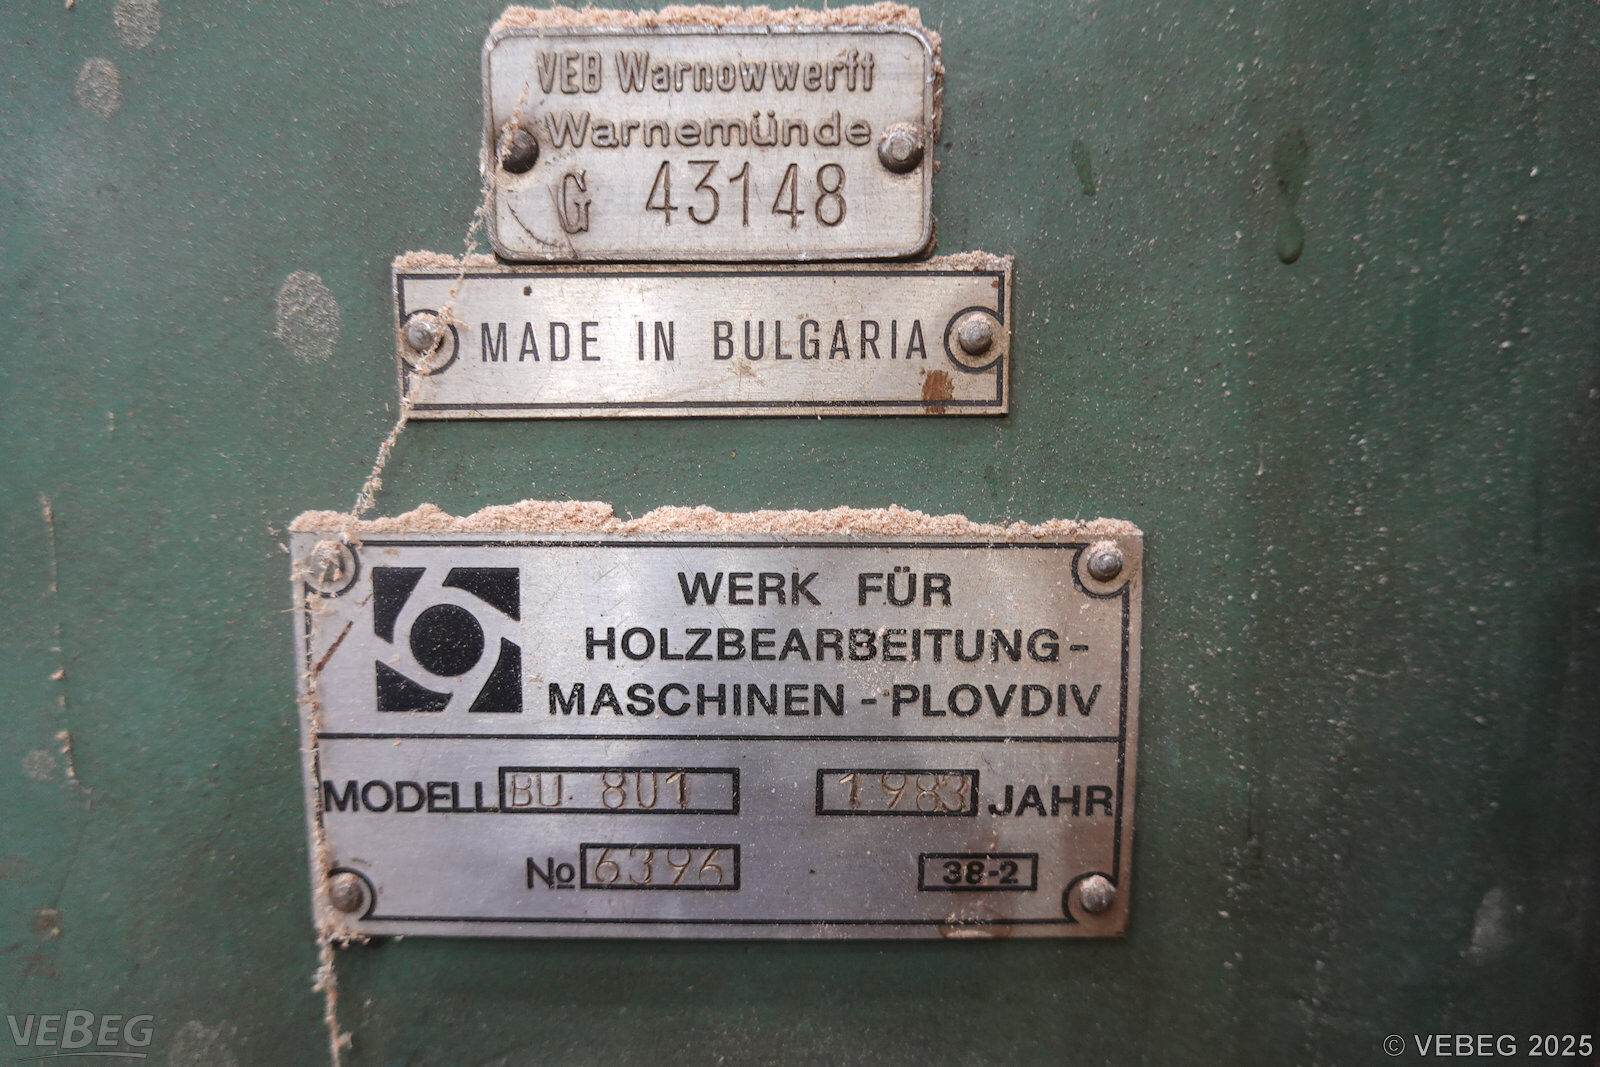 VEB Warnowwerft
Warnemünde
G 43148
MADE IN BULGARIA
WERK FÜR
HOLZBEARBEITUNG-
MASCHINEN - PLOVDIV
MODELL BU 801 1983 JAHR
№ 6396 38-2
VEBEG
© VEBEG 2025